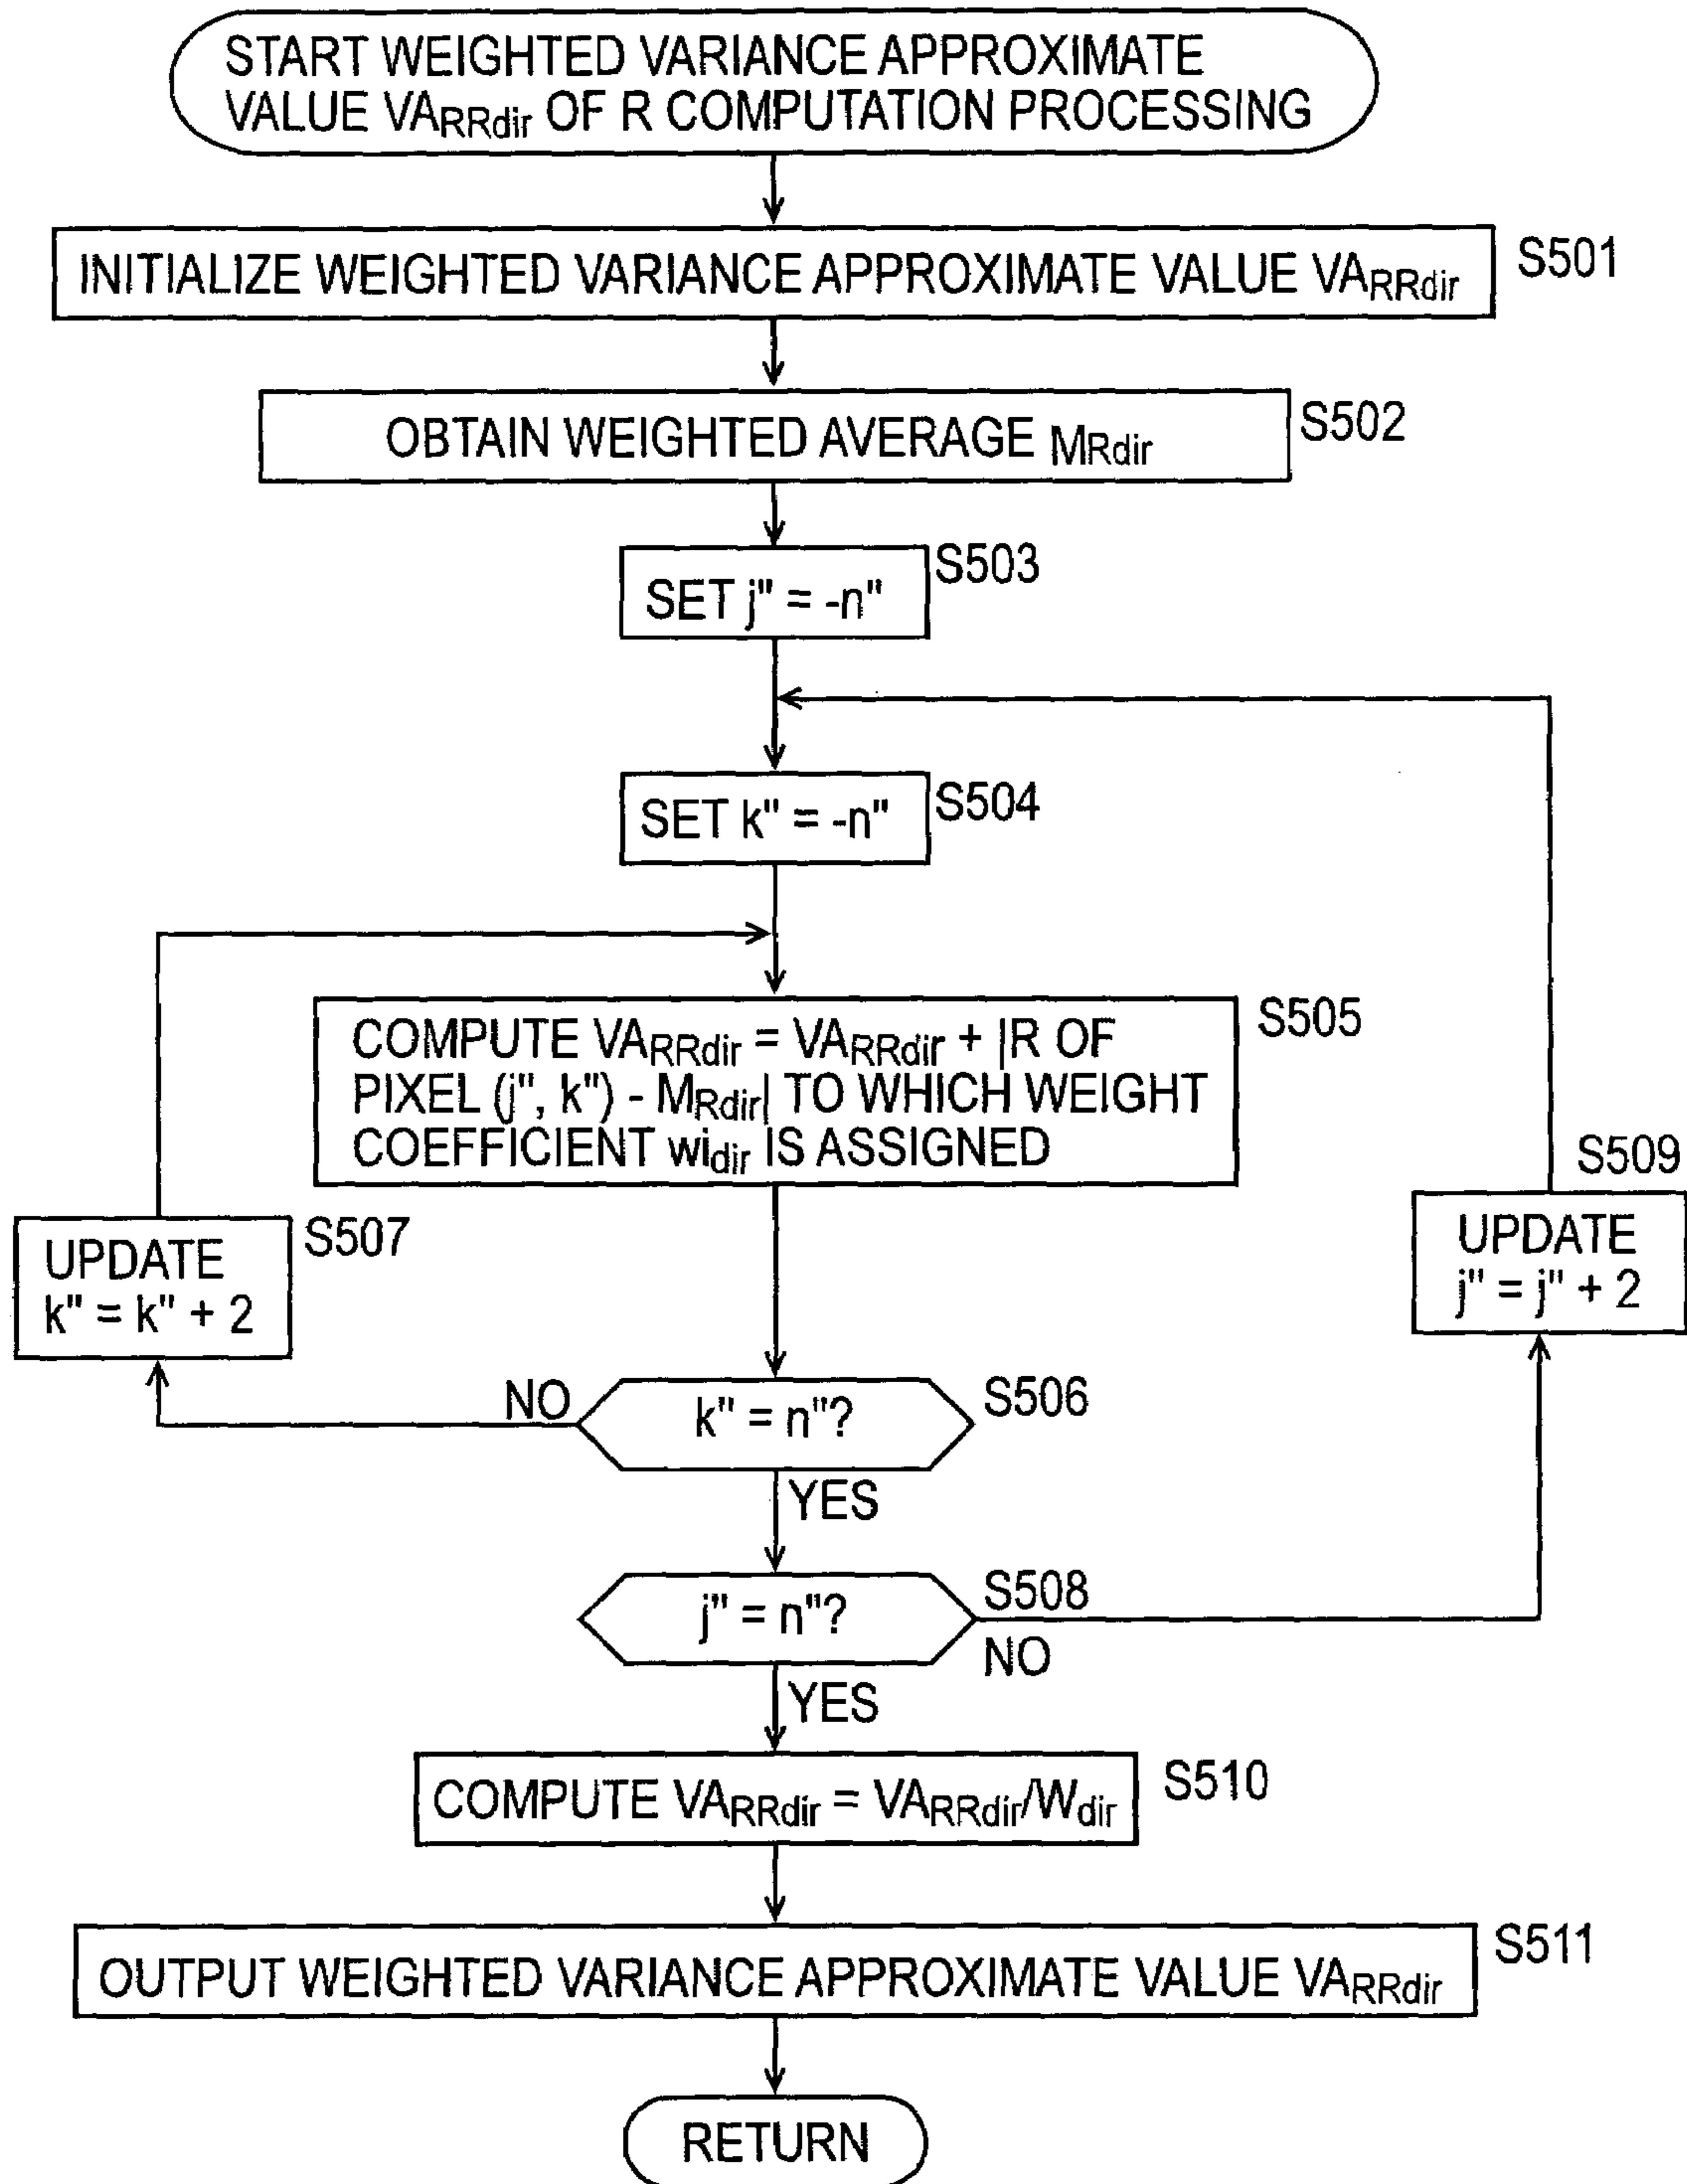 START WEIGHTED VARIANCE APPROXIMATE
VALUE VARRdir OF R COMPUTATION PROCESSING
INITIALIZE WEIGHTED VARIANCE APPROXIMATE VALUE VARRdir
S501
OBTAIN WEIGHTED AVERAGE MRdir
S502
SET j" = -n"
S503
SET k" = -n"
S504
COMPUTE VARRdir = VARRdir + |R OF
PIXEL (j", k") - MRdir| TO WHICH WEIGHT
COEFFICIENT widir IS ASSIGNED
S505
UPDATE
k" = k" + 2
S507
UPDATE
j" = j" + 2
S509
NO
k" = n"?
S506
YES
j" = n"?
S508
NO
YES
COMPUTE VARRdir = VARRdir/Wdir
S510
OUTPUT WEIGHTED VARIANCE APPROXIMATE VALUE VARRdir
S511
RETURN